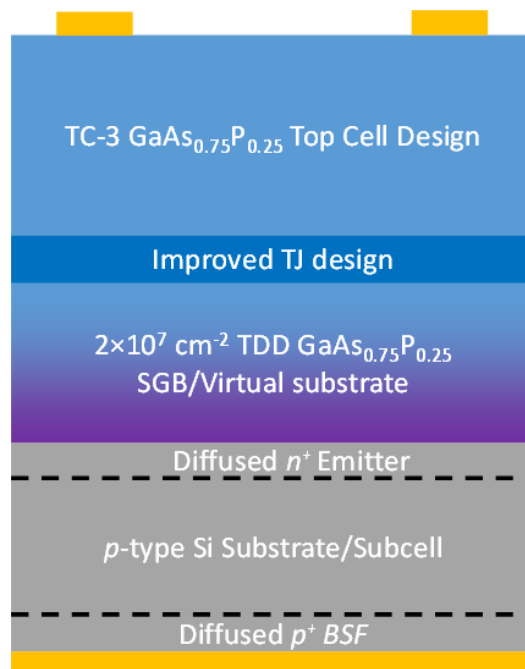 TC-3 GaAs₀.₇₅P₀.₂₅ Top Cell Design
Improved TJ design
2×10⁷ cm⁻² TDD GaAs₀.₇₅P₀.₂₅
SGB/Virtual substrate
Diffused n⁺ Emitter
p-type Si Substrate/Subcell
Diffused p⁺ BSF